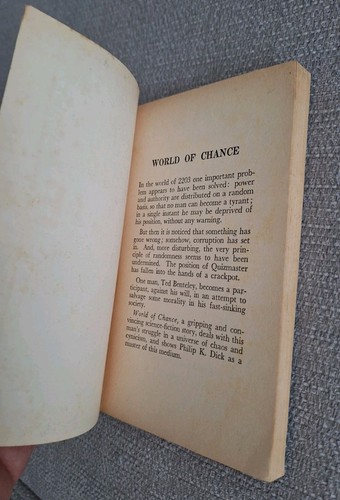 WORLD OF CHANCE
In the world of 2203 one important prob-
lem appears to have been solved: power
and authority are distributed on a random
basis, so that no man can become a tyrant;
in a single instant he may be deprived of
his position, without any warning.
But then it is noticed that something has
gone wrong; somehow, corruption has set
in. And, more disturbing, the very prin-
ciple of randomness seems to have been
undermined. The position of Quizmaster
has fallen into the hands of a crackpot.
One man, Ted Benteley, becomes a par-
ticipant, against his will, in an attempt to
salvage some morality in his fast-sinking
society.
World of Chance, a gripping and con-
vincing science-fiction story, deals with this
man's struggle in a universe of chaos and
cynicism, and shows Philip K. Dick as a
master of this medium.